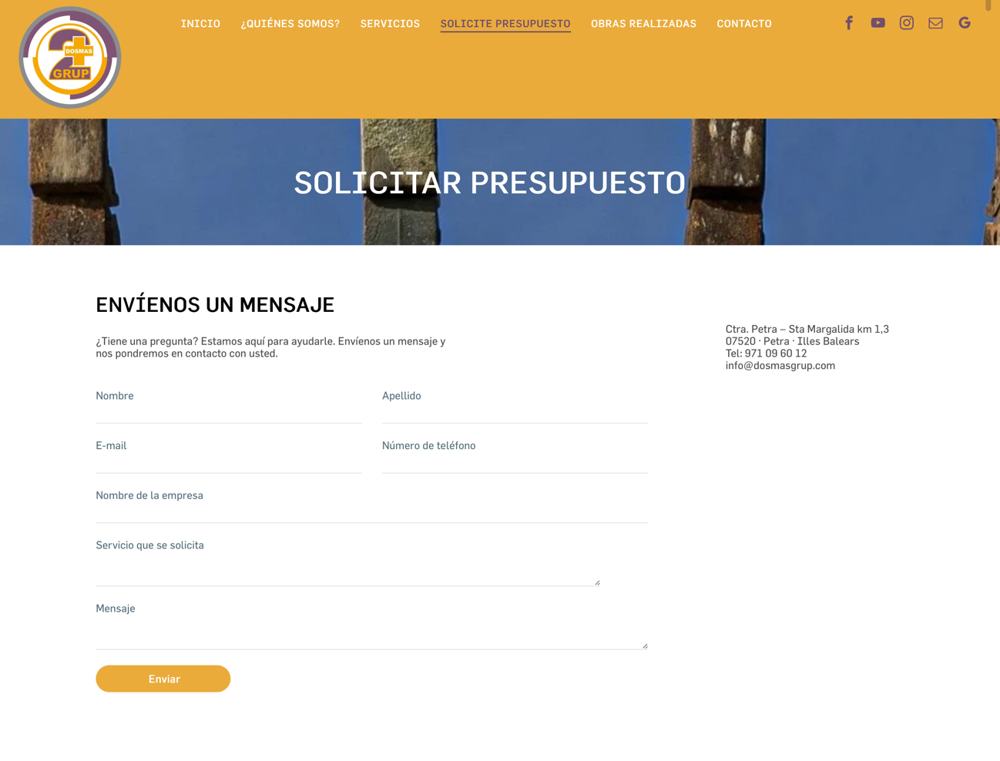 DOSMAS
GRUP
INICIO ¿QUIÉNES SOMOS? SERVICIOS SOLICITE PRESUPUESTO OBRAS REALIZADAS CONTACTO
SOLICITAR PRESUPUESTO
ENVÍENOS UN MENSAJE
¿Tiene una pregunta? Estamos aquí para ayudarle. Envíenos un mensaje y
nos pondremos en contacto con usted.
Nombre
Apellido
E-mail
Número de teléfono
Nombre de la empresa
Servicio que se solicita
Mensaje
Enviar
Ctra. Petra – Sta Margalida km 1,3
07520 · Petra · Illes Balears
Tel: 971 09 60 12
info@dosmasgrup.com